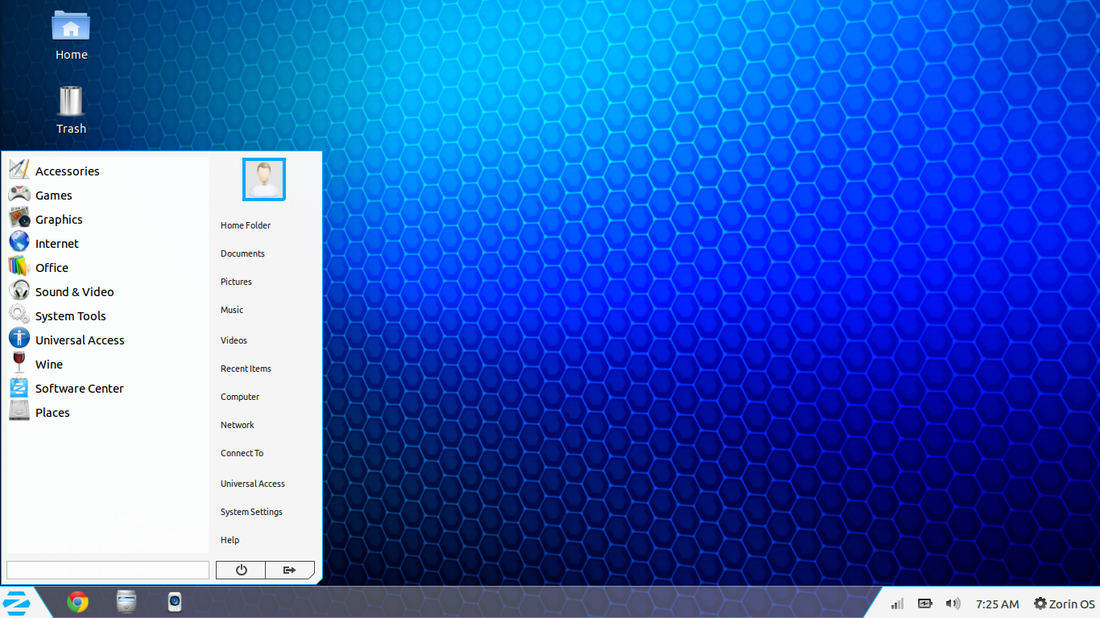 Home
Trash
Accessories
Games
Graphics
Internet
Office
Sound & Video
System Tools
Universal Access
Wine
Software Center
Places
Home Folder
Documents
Pictures
Music
Videos
Recent Items
Computer
Network
Connect To
Universal Access
System Settings
Help
7:25 AM
Zorin OS